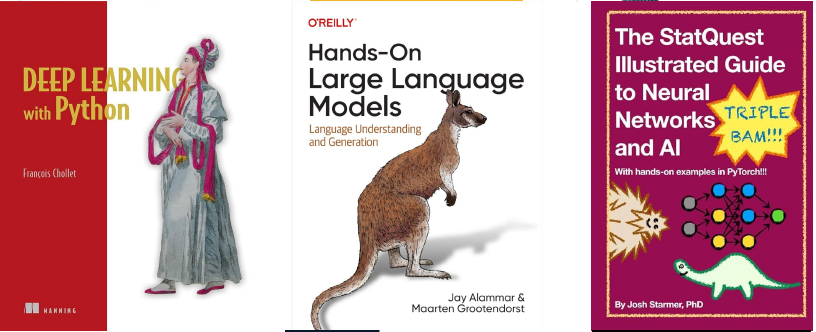 DEEP LEARNING
with Python
François Chollet
MANNING
O'REILLY®
Hands-On
Large Language
Models
Language Understanding
and Generation
Jay Alammar &
Maarten Grootendorst
The StatQuest
Illustrated Guide
to Neural
Networks
and AI
TRIPLE
BAM!!!
With hands-on examples in PyTorch!!!
By Josh Starmer, PhD